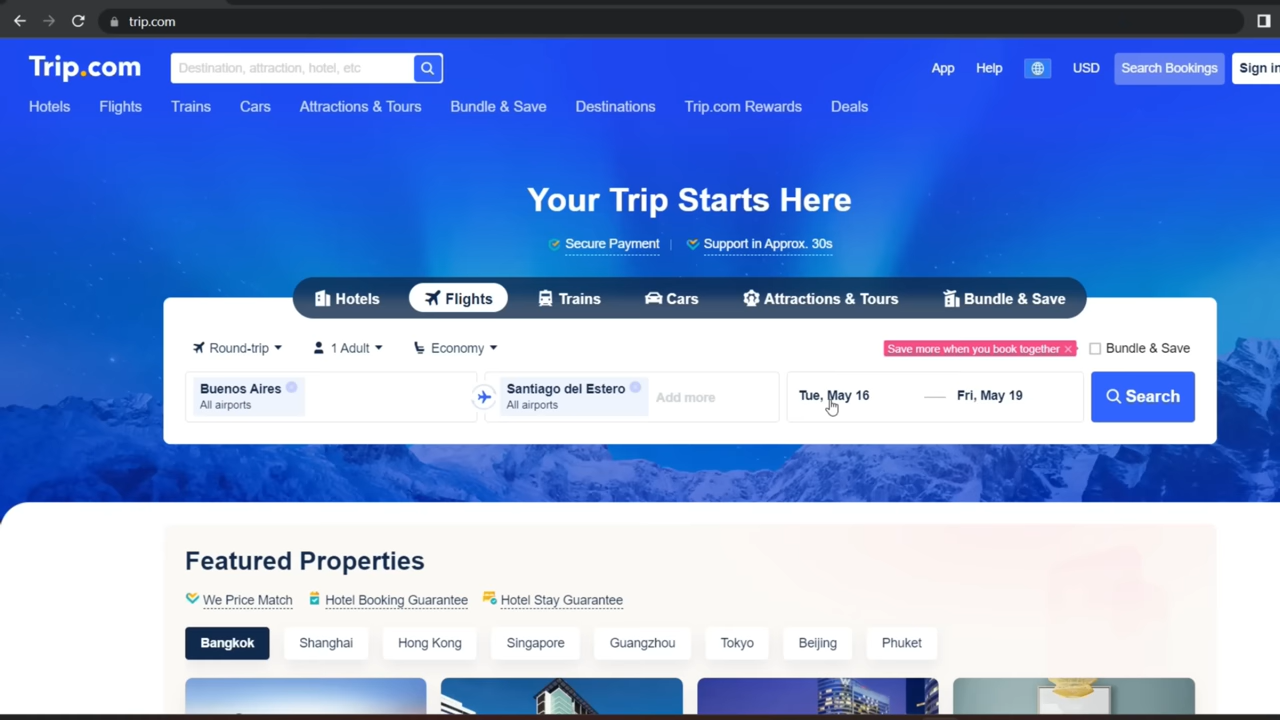 trip.com
Trip.com
Destination, attraction, hotel, etc
App
Help
USD
Search Bookings
Sign in
Hotels
Flights
Trains
Cars
Attractions & Tours
Bundle & Save
Destinations
Trip.com Rewards
Deals
Your Trip Starts Here
Secure Payment
Support in Approx. 30s
Hotels
Flights
Trains
Cars
Attractions & Tours
Bundle & Save
Round-trip
1 Adult
Economy
Save more when you book together
Bundle & Save
Buenos Aires
All airports
Santiago del Estero
All airports
Add more
Tue, May 16
Fri, May 19
Search
Featured Properties
We Price Match
Hotel Booking Guarantee
Hotel Stay Guarantee
Bangkok
Shanghai
Hong Kong
Singapore
Guangzhou
Tokyo
Beijing
Phuket